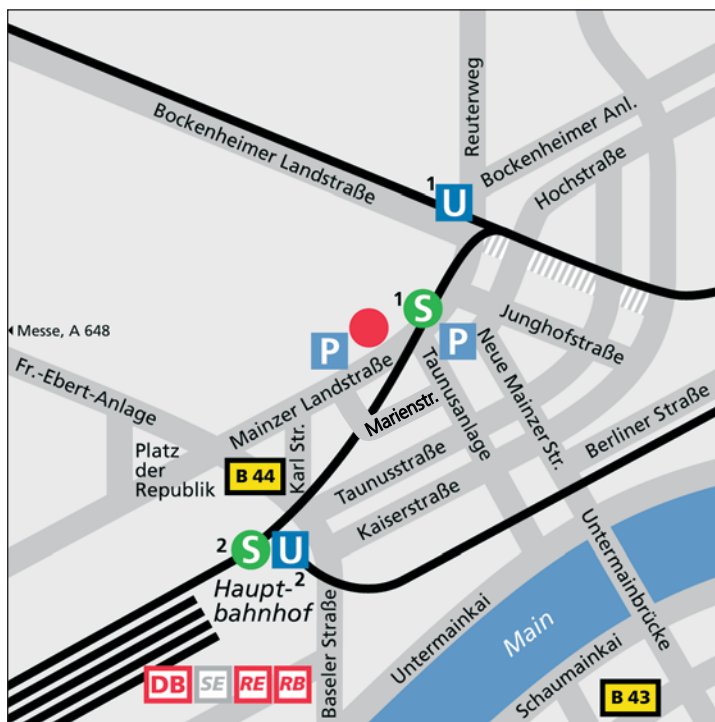 Reuterweg
Bockenheimer Anl.
Bockenheimer Landstraße
Hochstraße
1
U
1
S
Messe, A 648
P
P
Junghofstraße
Fr.-Ebert-Anlage
Mainzer Landstraße
Taunusanlage
Neue Mainzer Str.
Marienstr.
Berliner Straße
Karl Str.
Platz
der
Republik
B 44
Taunusstraße
Kaiserstraße
2
S
U
2
Haupt-
bahnhof
Baseler Straße
Untermainkai
Main
Untermainbrücke
Schaumainkai
DB
SE
RE
RB
B 43